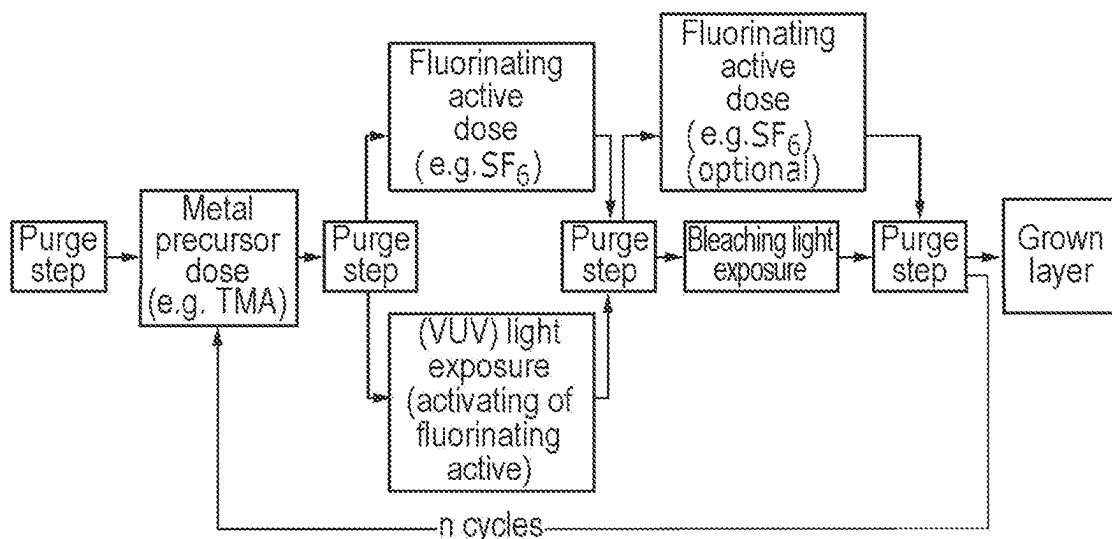 Purge
step
Metal
precursor
dose
(e.g. TMA)
Purge
step
Fluorinating
active
dose
(e.g.SF6)
(VUV) light
exposure
(activating of
fluorinating
active)
Purge
step
Fluorinating
active
dose
(e.g.SF6)
(optional)
Bleaching light
exposure
Purge
step
Grown
layer
n cycles